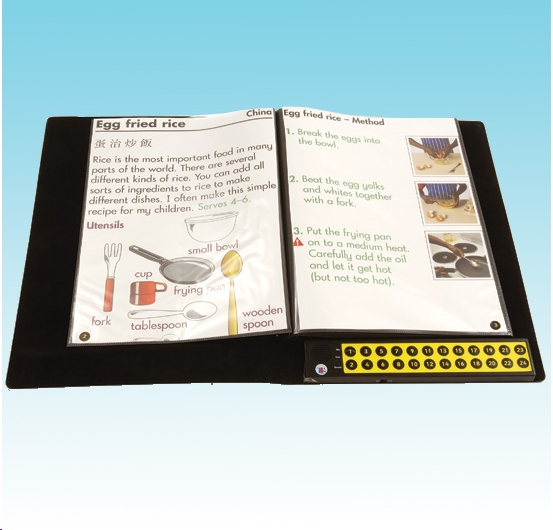 Egg fried rice
China
蛋治炒飯
Rice is the most important food in many
parts of the world. There are several
different kinds of rice. You can add all
sorts of ingredients to rice to make
different dishes. I often make this simple
recipe for my children. Serves 4–6.
Utensils
small bowl
cup
frying pan
fork
tablespoon
wooden
spoon
2
Egg fried rice – Method
1. Break the eggs into
the bowl.
2. Beat the egg yolks
and whites together
with a fork.
3. Put the frying pan
on to a medium heat.
Carefully add the oil
and let it get hot
(but not too hot).
3
1 3 5 7 9 11 13 15 17 19 21 23
2 4 6 8 10 12 14 16 18 20 22 24